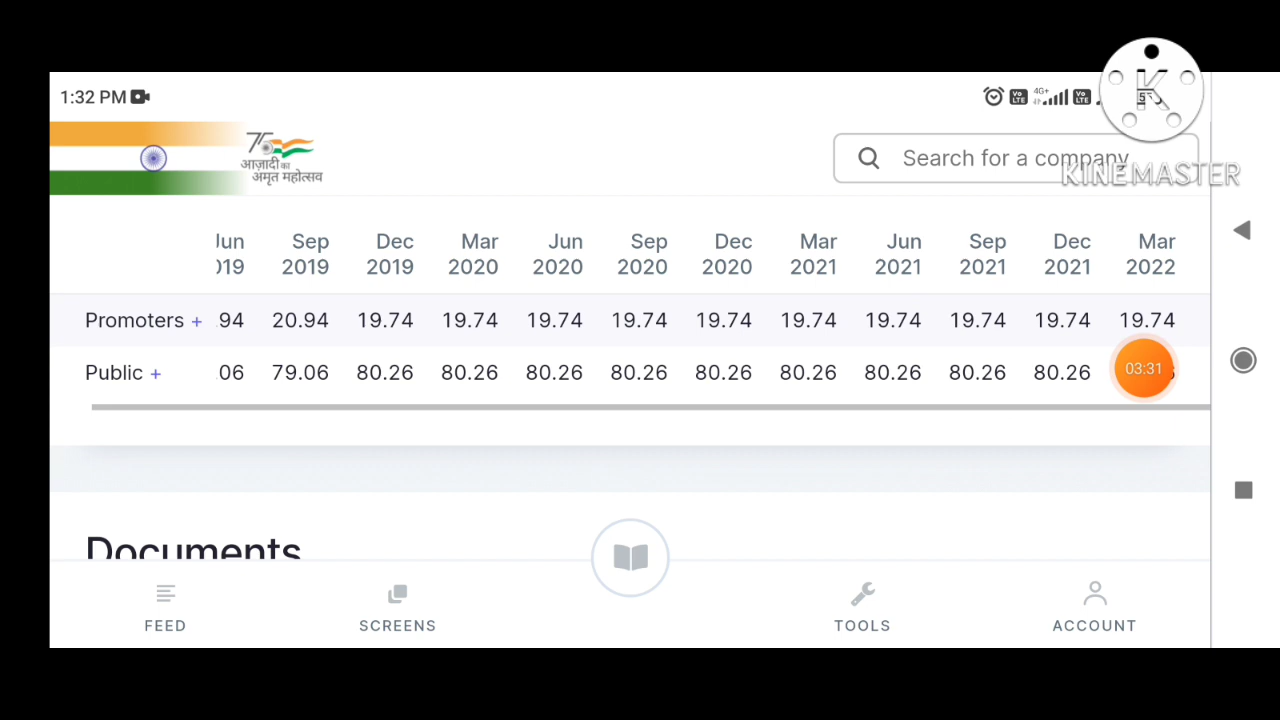 1:32 PM
4G+
75
आज़ादी का
अमृत महोत्सव
Search for a company
KINEMASTER
Sep Dec Mar Jun Sep Dec Mar Jun Sep Dec Mar
2019 2019 2020 2020 2020 2020 2021 2021 2021 2021 2022
Promoters + .94 20.94 19.74 19.74 19.74 19.74 19.74 19.74 19.74 19.74 19.74 19.74
Public + 06 79.06 80.26 80.26 80.26 80.26 80.26 80.26 80.26 80.26 80.26
03:31
Documents
FEED SCREENS TOOLS ACCOUNT